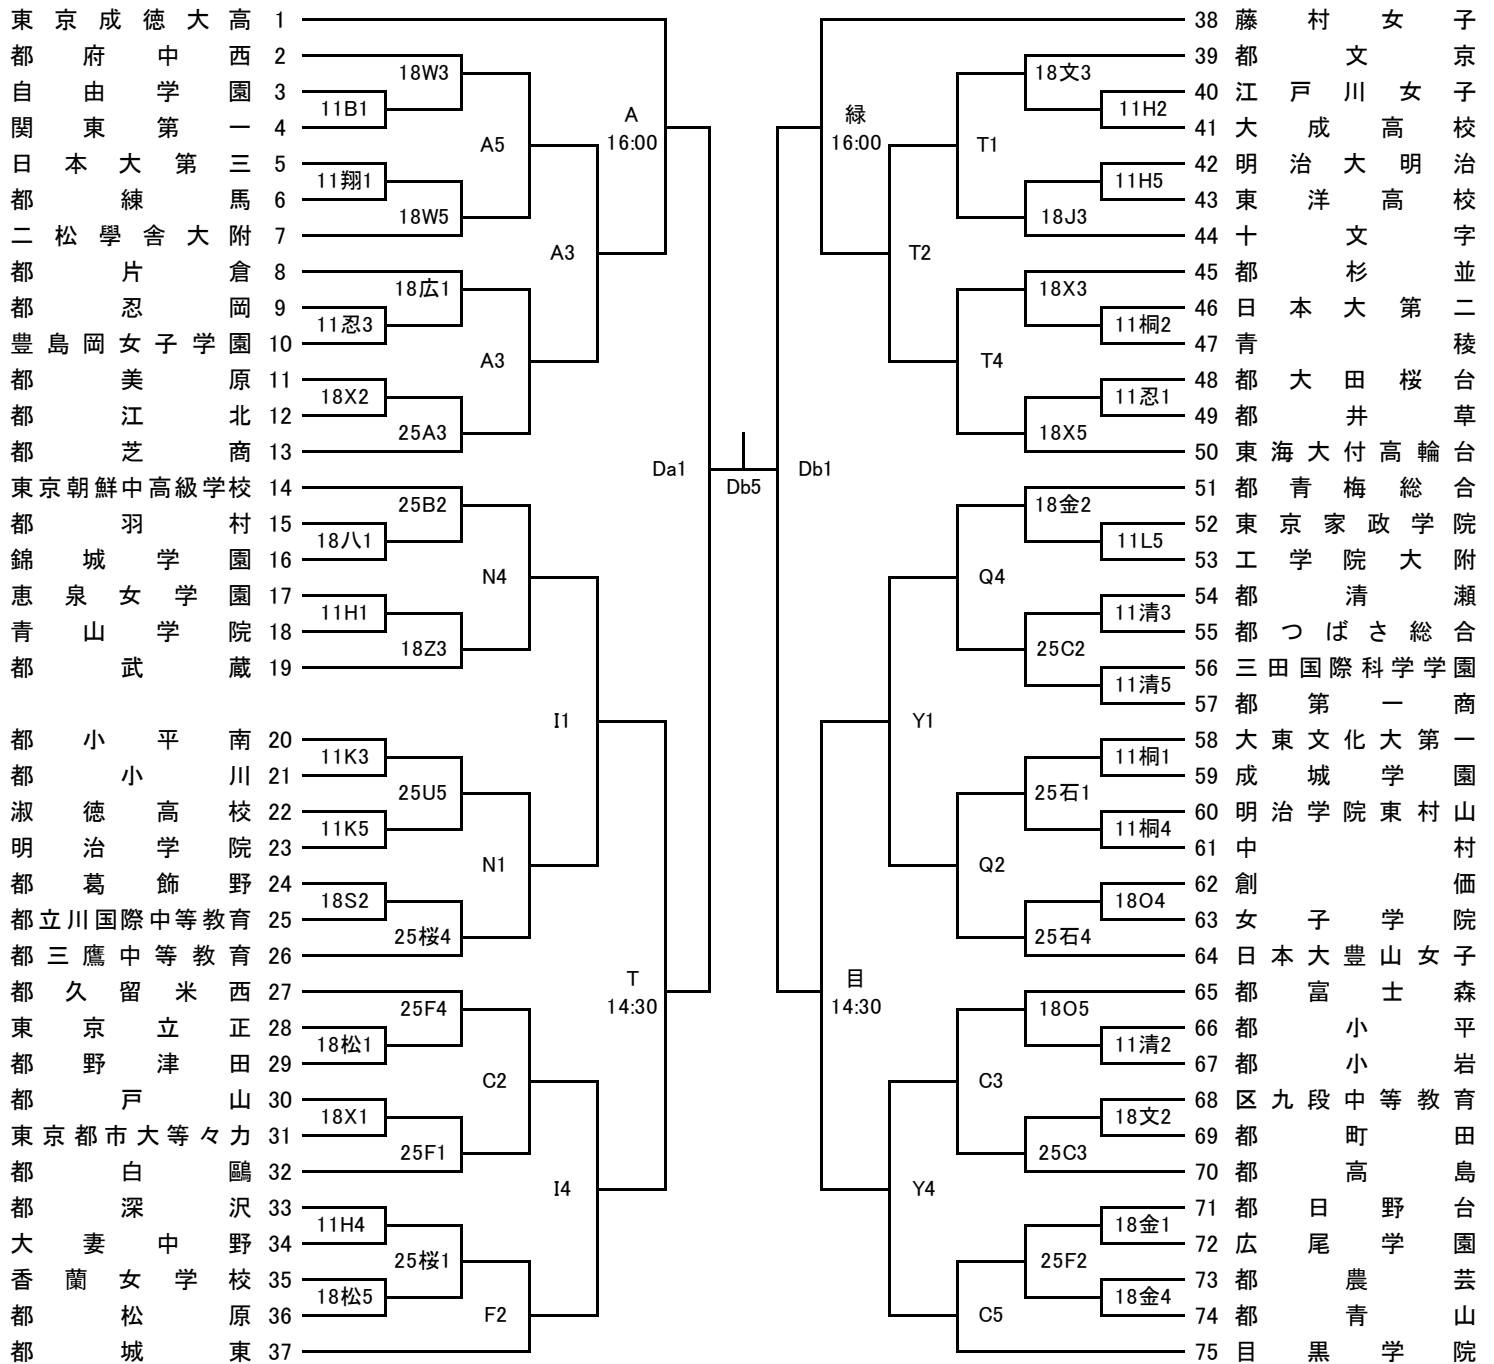 東京成徳大高 1
都府中西 2
自由学園 3
関東第一 4
日本大第三 5
都練馬 6
二松學舎大附 7
都片倉 8
都忍岡 9
豊島岡女子学園 10
都美原 11
都江北 12
都芝商 13
東京朝鮮中高級学校 14
都羽村 15
錦城学園 16
恵泉女学園 17
青山学院 18
都武蔵 19
都小平南 20
都小川 21
淑徳高校 22
明治学院 23
都葛飾野 24
都立川国際中等教育 25
都三鷹中等教育 26
都久留米西 27
東京立正 28
都野津田 29
都戸山 30
東京都市大等々力 31
都白鷗 32
都深沢 33
大妻中野 34
香蘭女学校 35
都松原 36
都城東 37
18W3
11B1
11翔1
18W5
18広1
11忍3
18X2
25A3
25B2
18八1
11H1
18Z3
11K3
25U5
11K5
18S2
25桜4
25F4
18松1
18X1
25F1
11H4
25桜1
18松5
A5
A3
N4
N1
C2
F2
A3
I1
I4
A
16:00
T
14:30
Da1
Db5
Db1
緑
16:00
目
14:30
T2
Y1
Y4
T1
T4
Q4
Q2
C3
C5
18文3
11H2
11H5
18J3
18X3
11桐2
11忍1
18X5
18金2
11L5
11清3
25C2
11清5
11桐1
25石1
11桐4
18O4
25石4
18O5
11清2
18文2
25C3
18金1
25F2
18金4
38 藤村女子
39 都文京
40 江戸川女子
41 大成高校
42 明治大明治
43 東洋高校
44 十文字
45 都杉並
46 日本大第二
47 青稜
48 都大田桜台
49 都井草
50 東海大付高輪台
51 都青梅総合
52 東京家政学院
53 工学院大附
54 都清瀬
55 都つばさ総合
56 三田国際科学学園
57 都第一商
58 大東文化大第一
59 成城学園
60 明治学院東村山
61 中村
62 創価
63 女子学院
64 日本大豊山女子
65 都富士森
66 都小平
67 都小岩
68 区九段中等教育
69 都町田
70 都高島
71 都日野台
72 広尾学園
73 都農芸
74 都青山
75 目黒学院